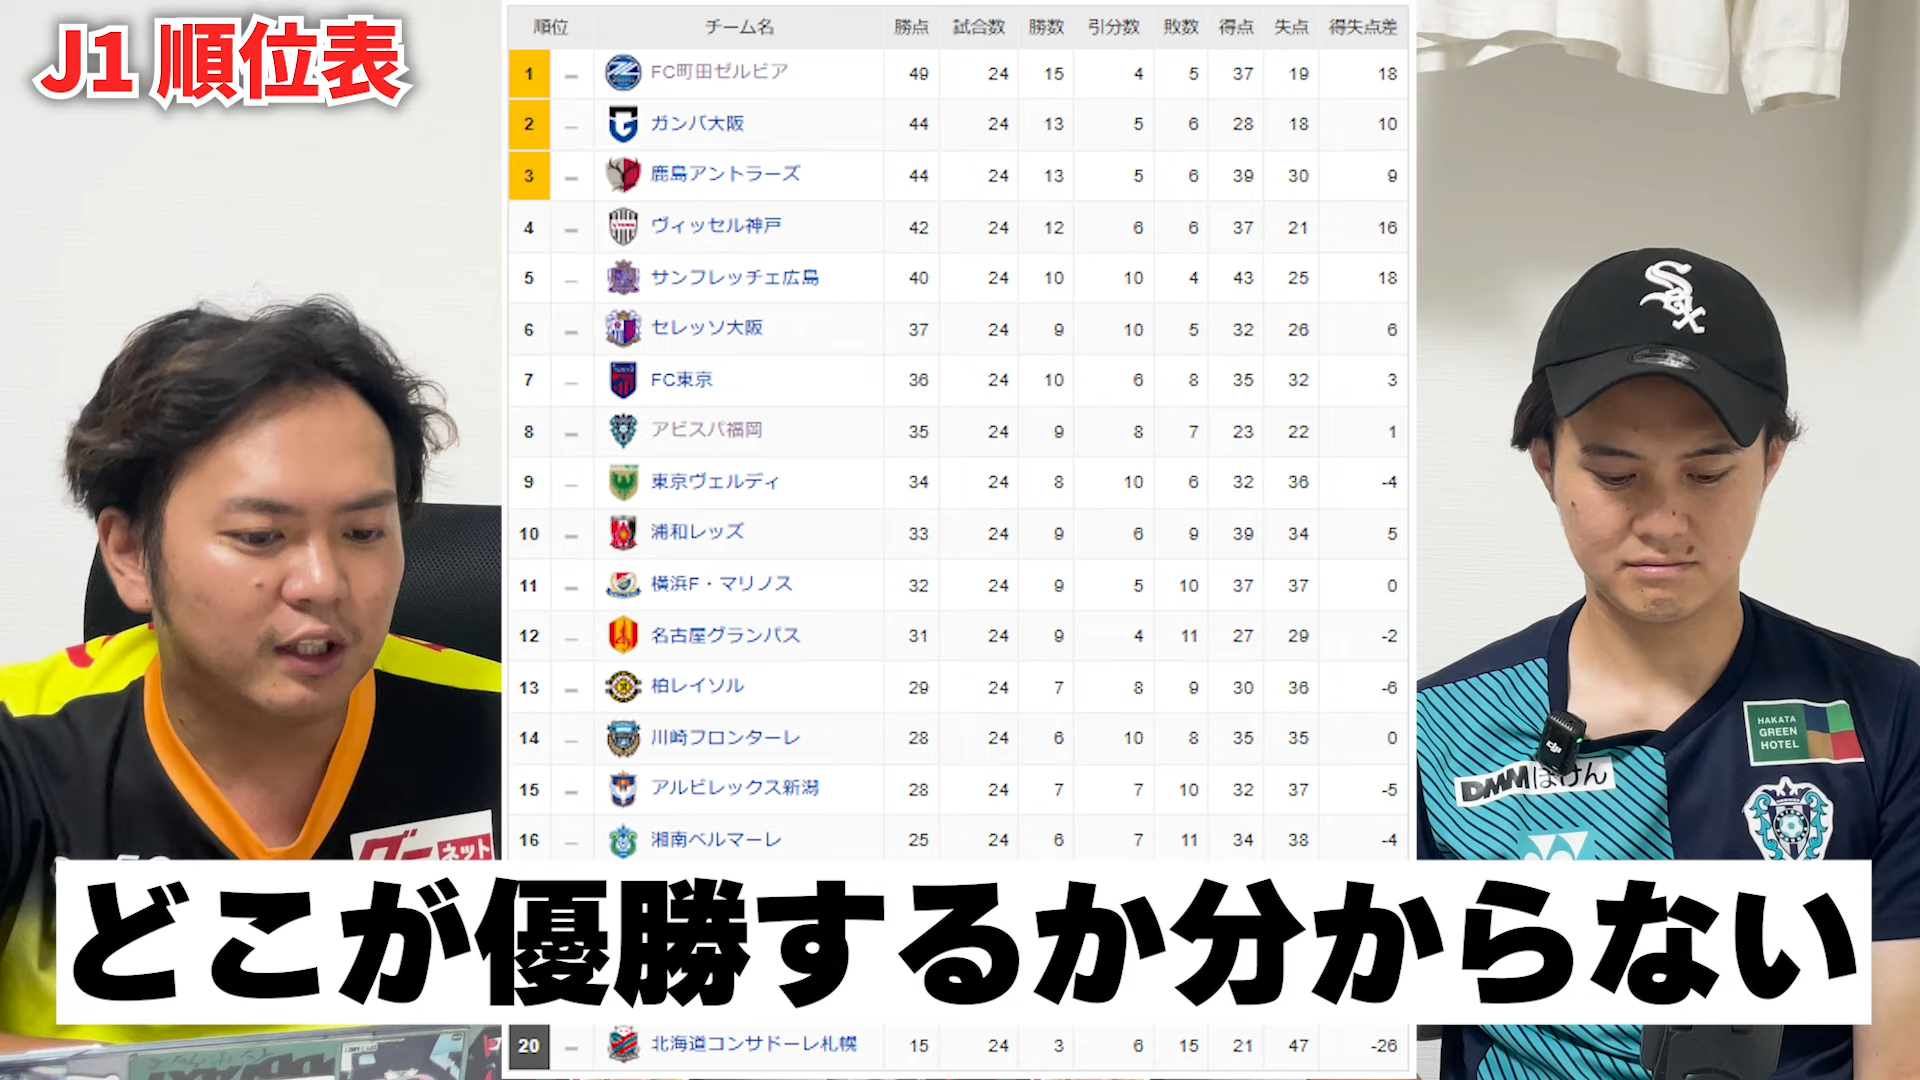 J1 順位表
順位 チーム名 勝点 試合数 勝数 引分数 敗数 得点 失点 得失点差
1 FC町田ゼルビア 49 24 15 4 5 37 19 18
2 ガンバ大阪 44 24 13 5 6 28 18 10
3 鹿島アントラーズ 44 24 13 5 6 39 30 9
4 ヴィッセル神戸 42 24 12 6 6 37 21 16
5 サンフレッチェ広島 40 24 10 10 4 43 25 18
6 セレッソ大阪 37 24 9 10 5 32 26 6
7 FC東京 36 24 10 6 8 35 32 3
8 アビスパ福岡 35 24 9 8 7 23 22 1
9 東京ヴェルディ 34 24 8 10 6 32 36 -4
10 浦和レッズ 33 24 9 6 9 39 34 5
11 横浜F・マリノス 32 24 9 5 10 37 37 0
12 名古屋グランパス 31 24 9 4 11 27 29 -2
13 柏レイソル 29 24 7 8 9 30 36 -6
14 川崎フロンターレ 28 24 6 10 8 35 35 0
15 アルビレックス新潟 28 24 7 7 10 32 37 -5
16 湘南ベルマーレ 25 24 6 7 11 34 38 -4
20 北海道コンサドーレ札幌 15 24 3 6 15 21 47 -26
Sox
HAKATA
GREEN
HOTEL
DMMほけん
dji
グーネット
どこが優勝するか分からない